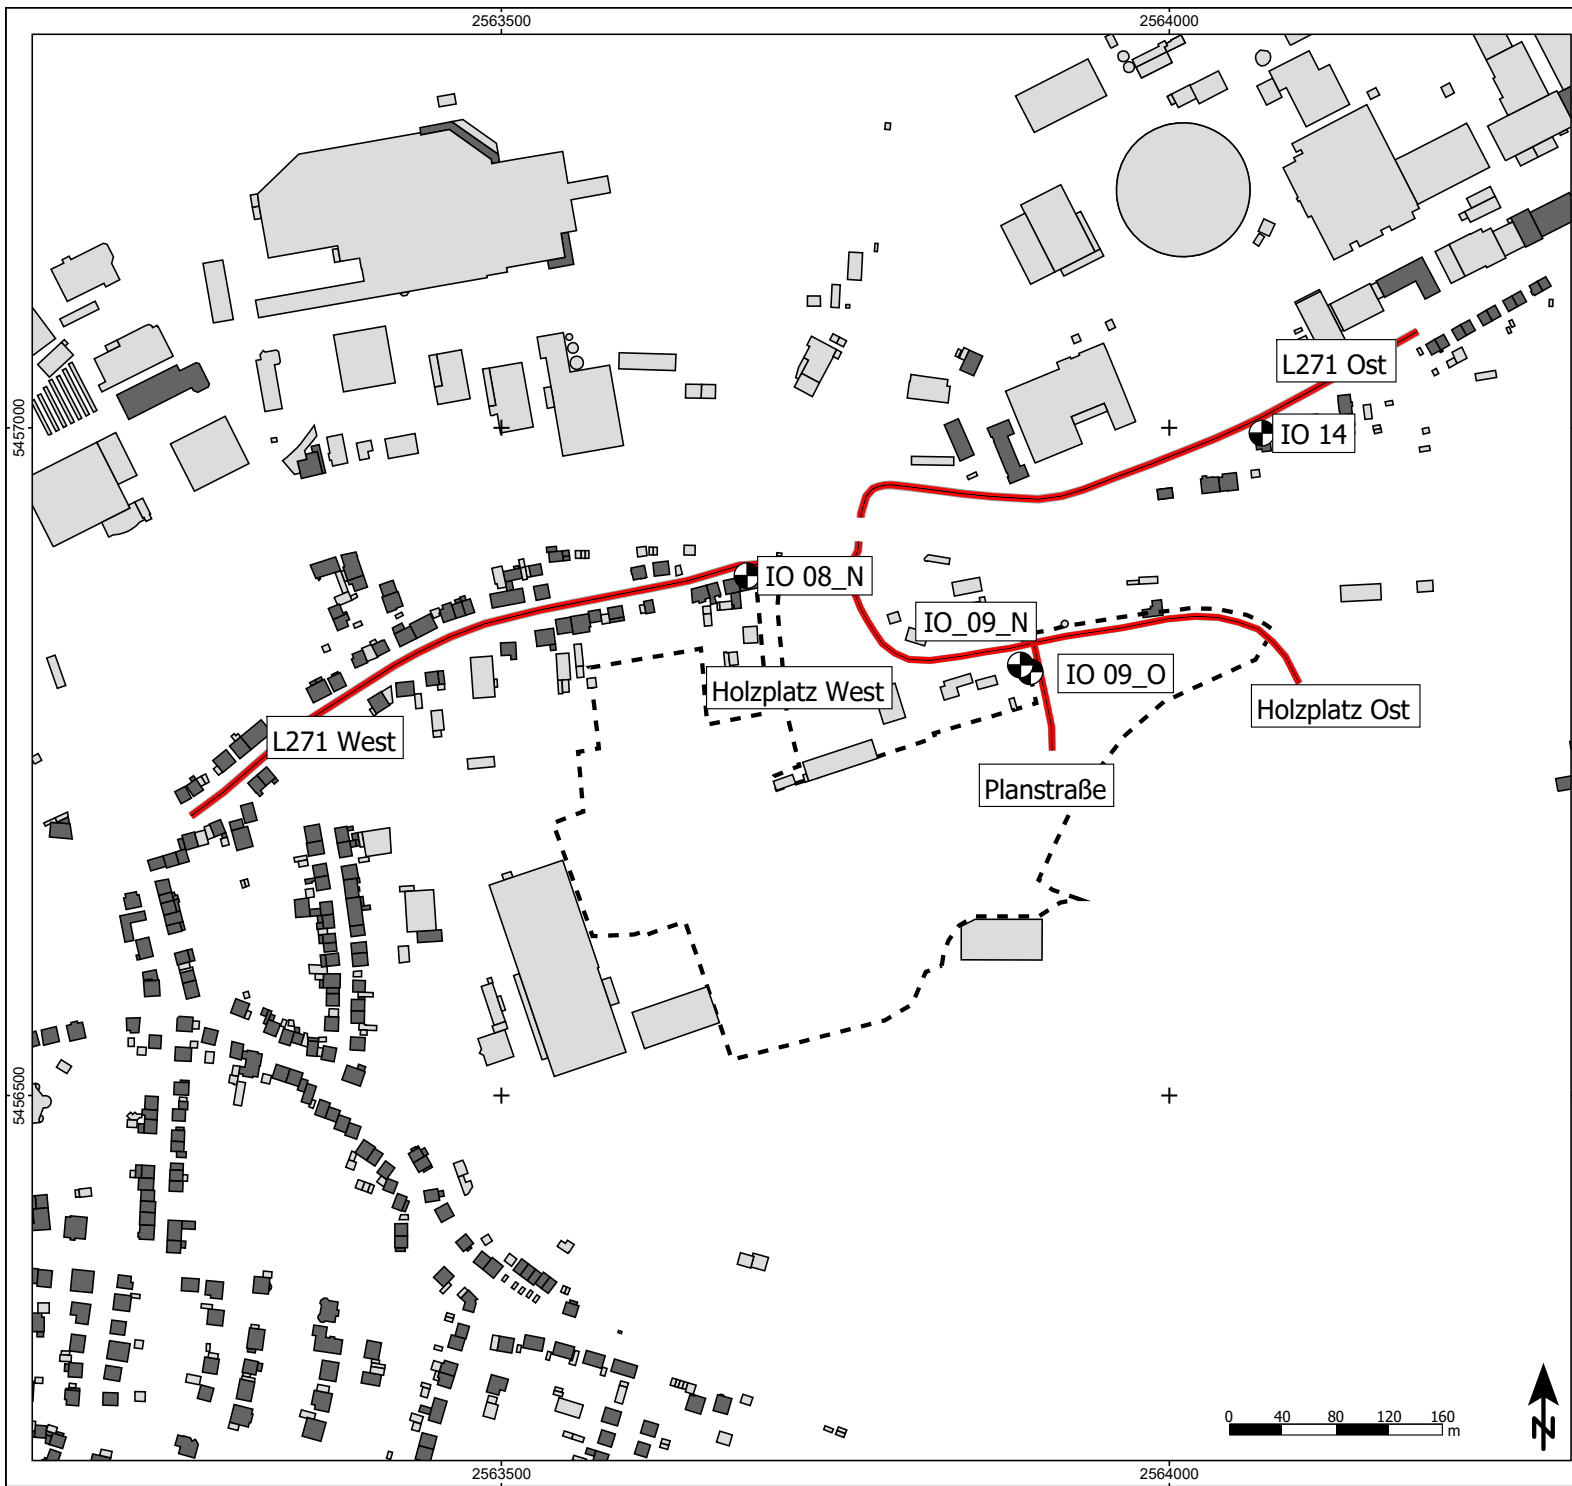 2563500
2564000
L271 Ost
5457000
IO 14
IO 08_N
IO_09_N
IO 09_O
Holzplatz West
Holzplatz Ost
L271 West
Planstraße
5456500
0 40 80 120 160
m
N
2563500
2564000